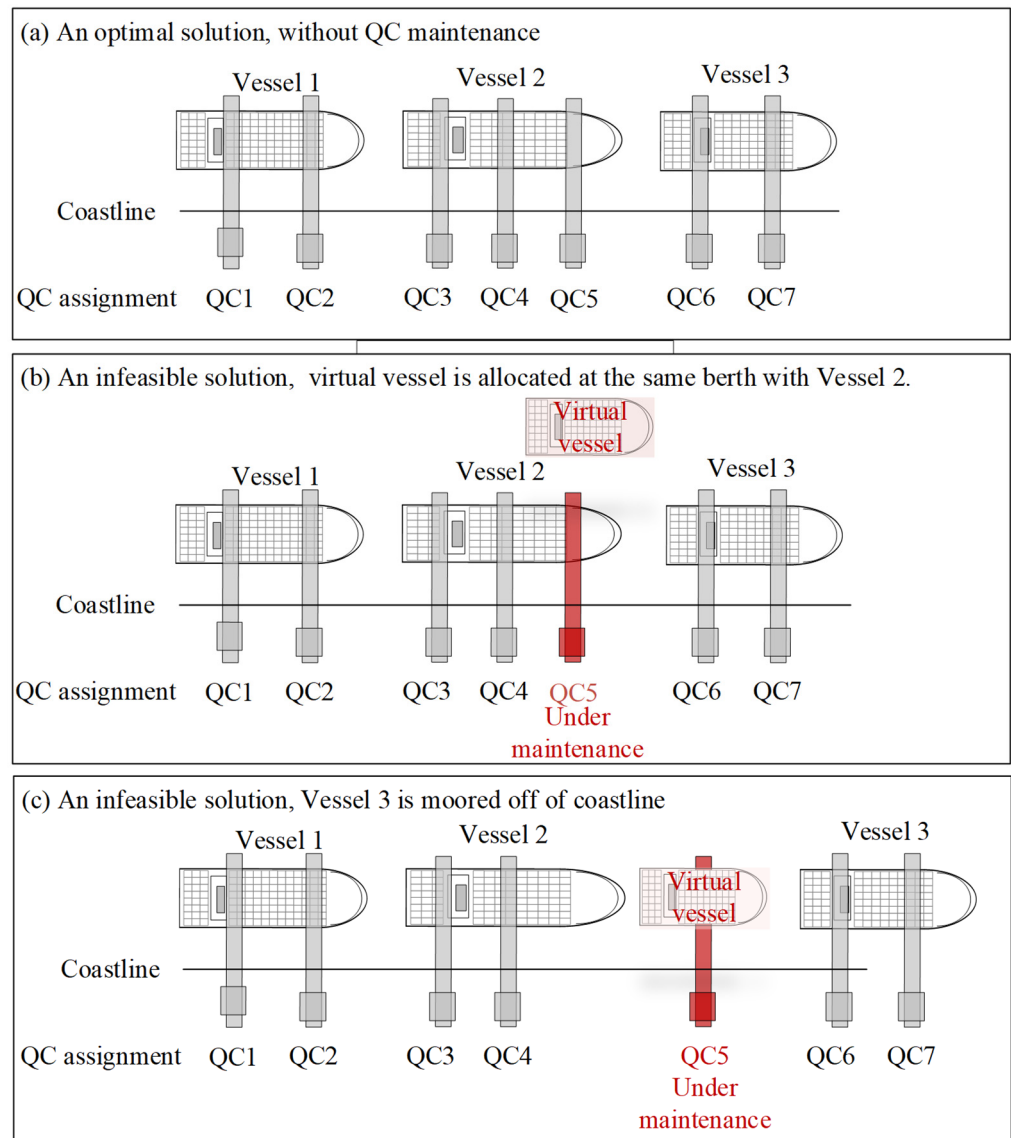 (a) An optimal solution, without QC maintenance
Vessel 1
Vessel 2
Vessel 3
Coastline
QC assignment QC1 QC2 QC3 QC4 QC5 QC6 QC7
(b) An infeasible solution, virtual vessel is allocated at the same berth with Vessel 2.
Virtual
vessel
Vessel 1
Vessel 2
Vessel 3
Coastline
QC assignment QC1 QC2 QC3 QC4 QC5 QC6 QC7
Under
maintenance
(c) An infeasible solution, Vessel 3 is moored off of coastline
Vessel 1
Vessel 2
Vessel 3
Virtual
vessel
Coastline
QC assignment QC1 QC2 QC3 QC4 QC5 QC6 QC7
Under
maintenance